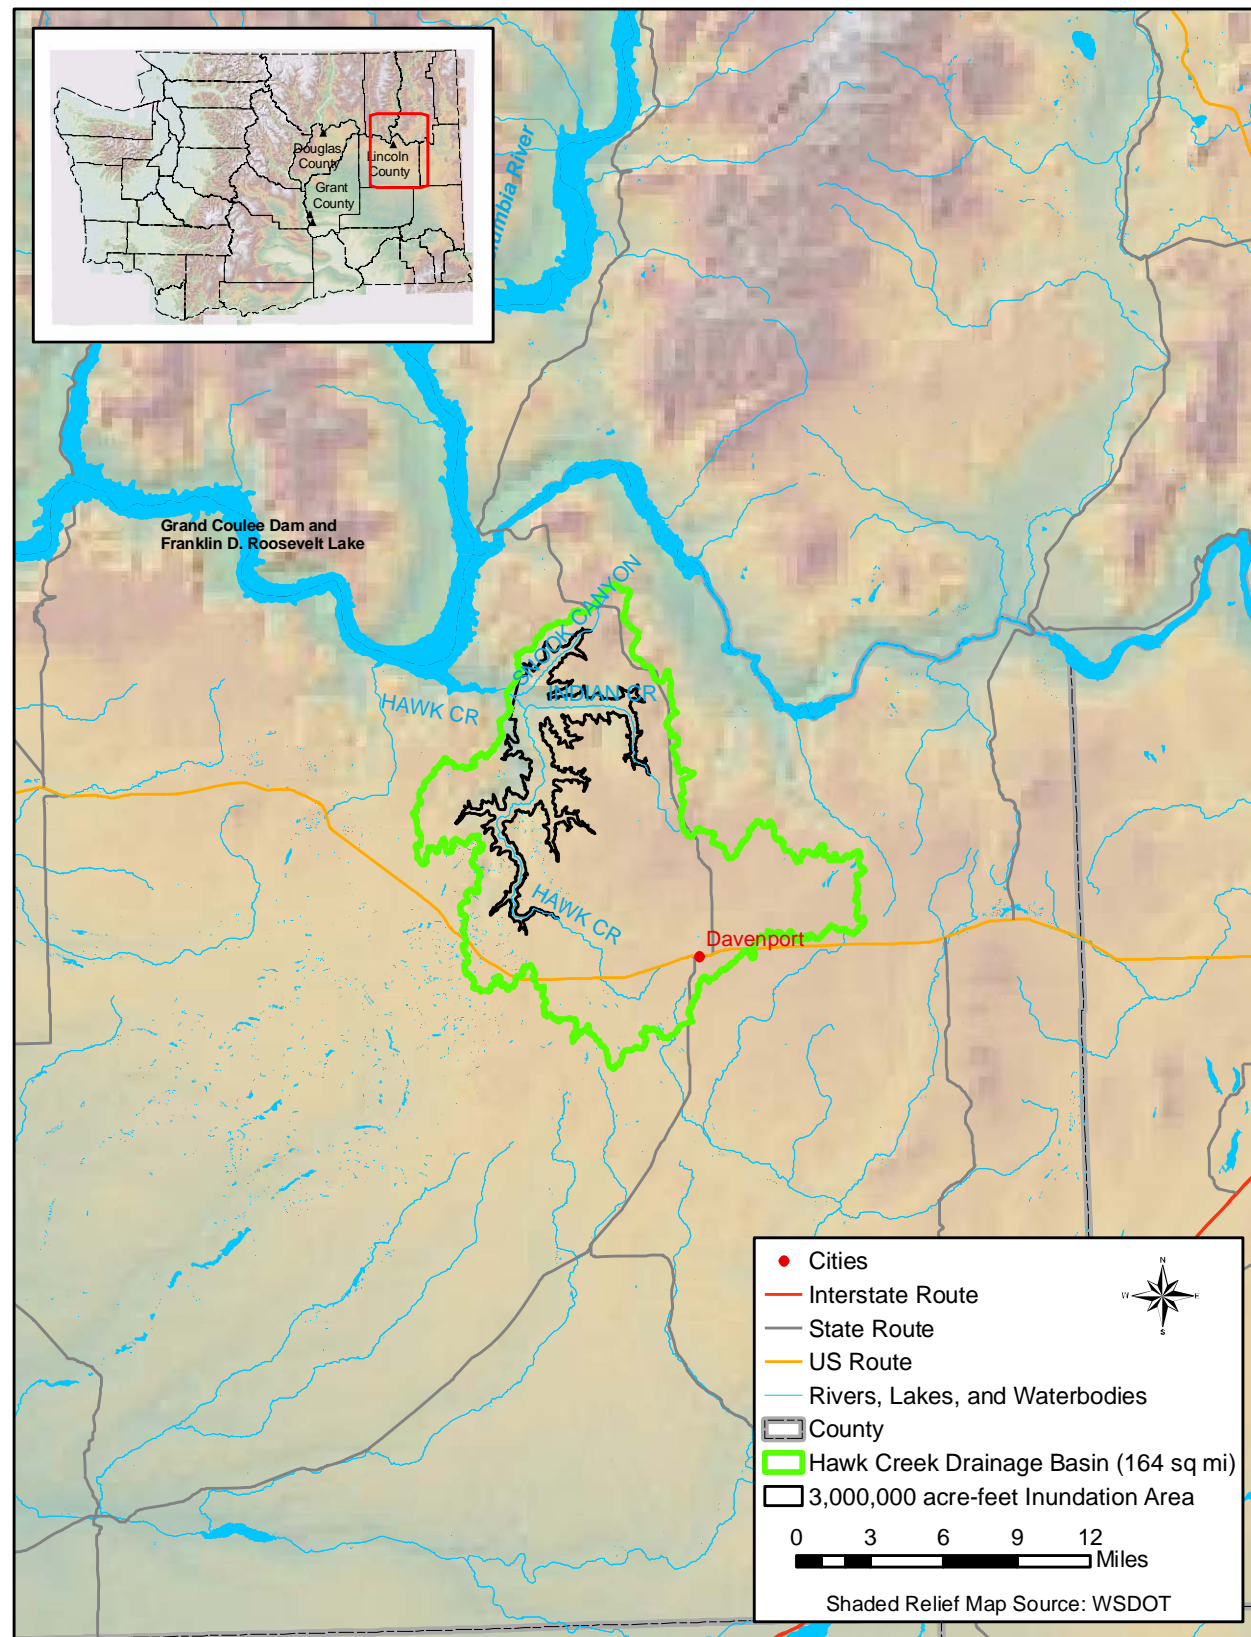 Douglas
County
Lincoln
County
Grant
County
umbia River
Grand Coulee Dam and
Franklin D. Roosevelt Lake
SNOOK CANYON
INDIAN CR
HAWK CR
HAWK CR
Davenport
Cities
Interstate Route
State Route
US Route
Rivers, Lakes, and Waterbodies
County
Hawk Creek Drainage Basin (164 sq mi)
3,000,000 acre-feet Inundation Area
N
W E
S
0 3 6 9 12
Miles
Shaded Relief Map Source: WSDOT